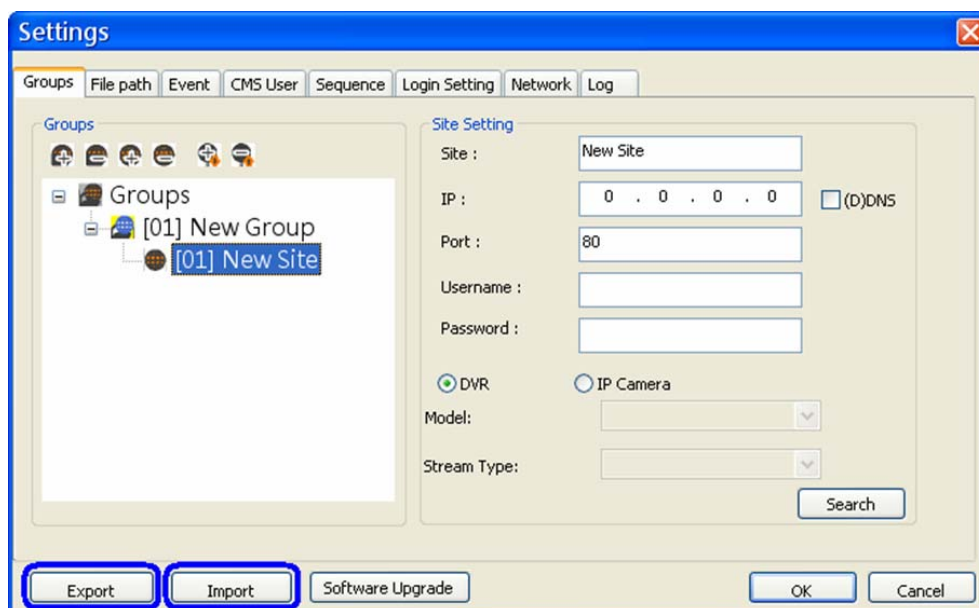 Settings
Groups File path Event CMS User Sequence Login Setting Network Log
Groups
Groups
[01] New Group
[01] New Site
Site Setting
Site : New Site
IP : 0 . 0 . 0 . 0 (D)DNS
Port : 80
Username :
Password :
DVR IP Camera
Model:
Stream Type:
Search
Export Import Software Upgrade OK Cancel